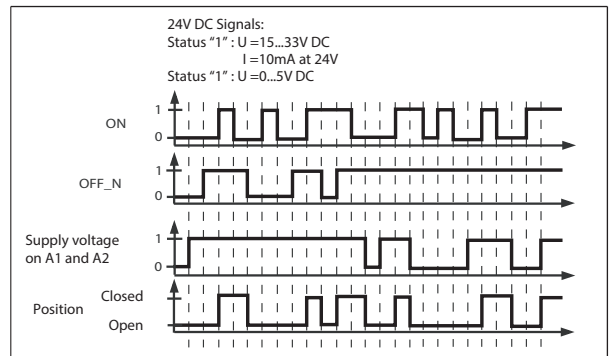 24V DC Signals:
Status “1” : U =15...33V DC
I =10mA at 24V
Status “1” : U =0...5V DC
ON
1
0
OFF_N
1
0
Supply voltage
on A1 and A2
1
0
Position
Closed
Open